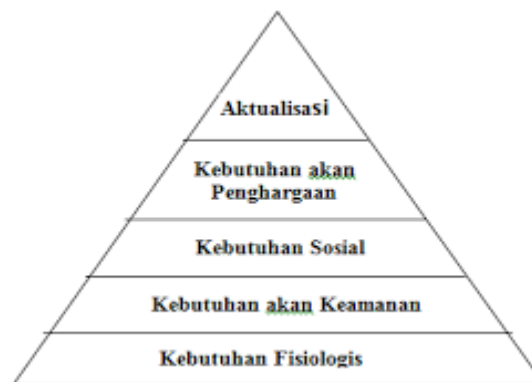 Aktualisasi
Kebutuhan akan
Penghargaan
Kebutuhan Sosial
Kebutuhan akan Keamanan
Kebutuhan Fisiologis